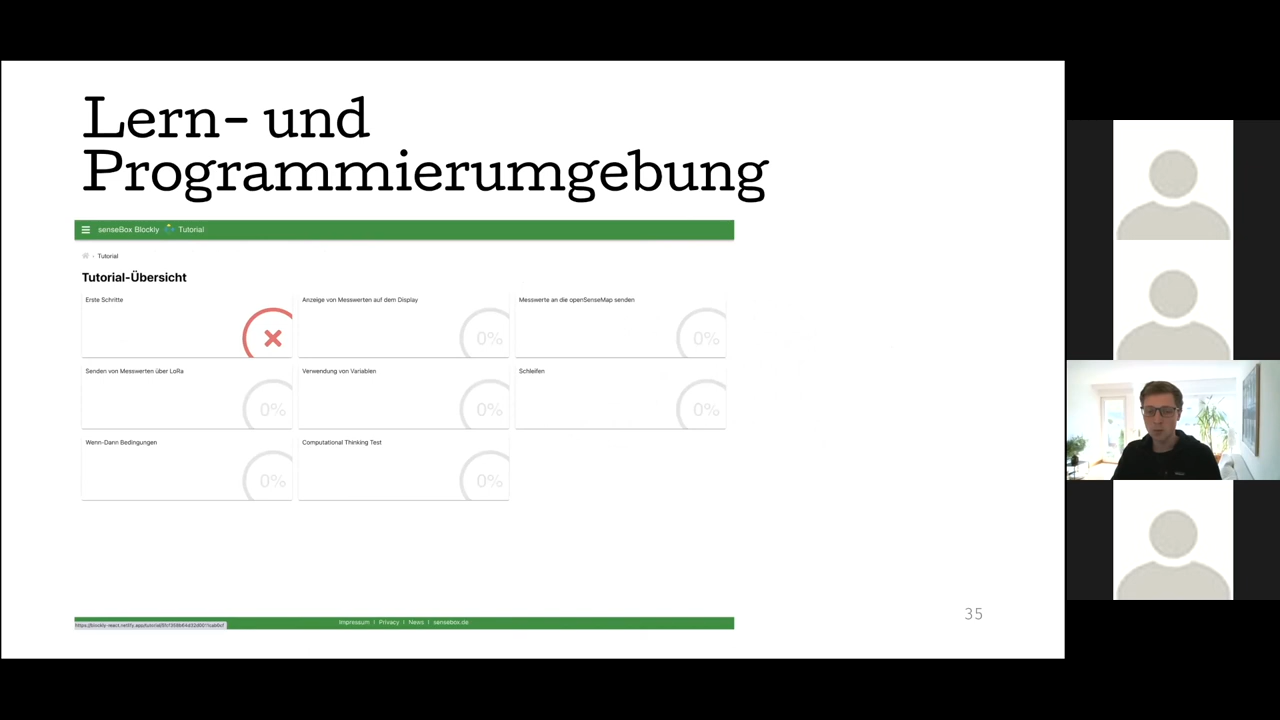 Lern- und
Programmierumgebung
senseBox Blockly Tutorial
› Tutorial
Tutorial-Übersicht
Erste Schritte
Anzeige von Messwerten auf dem Display
Messwerte an die openSenseMap senden
0%
0%
Senden von Messwerten über LoRa
Verwendung von Variablen
Schleifen
0%
0%
0%
Wenn-Dann Bedingungen
Computational Thinking Test
0%
0%
35
Impressum | Privacy | News | sensebox.de